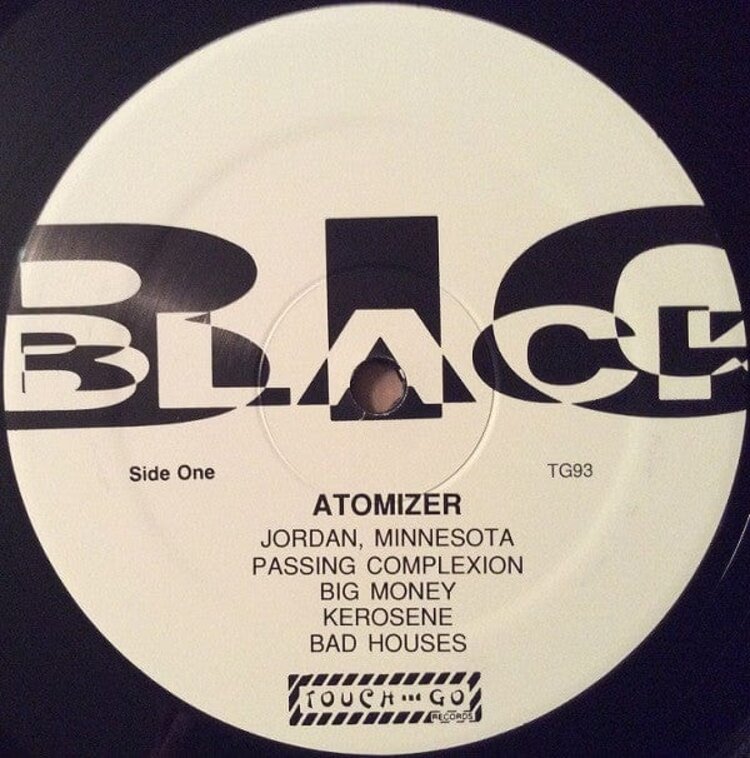 BIG
BLACK
Side One
TG93
ATOMIZER
JORDAN, MINNESOTA
PASSING COMPLEXION
BIG MONEY
KEROSENE
BAD HOUSES
TOUCH AND GO
RECORDS